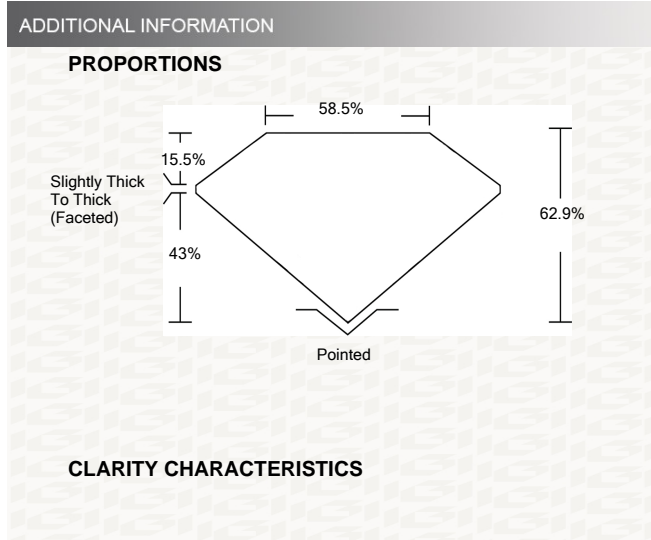 ADDITIONAL INFORMATION
PROPORTIONS
58.5%
15.5%
Slightly Thick
To Thick
(Faceted)
62.9%
43%
Pointed
CLARITY CHARACTERISTICS